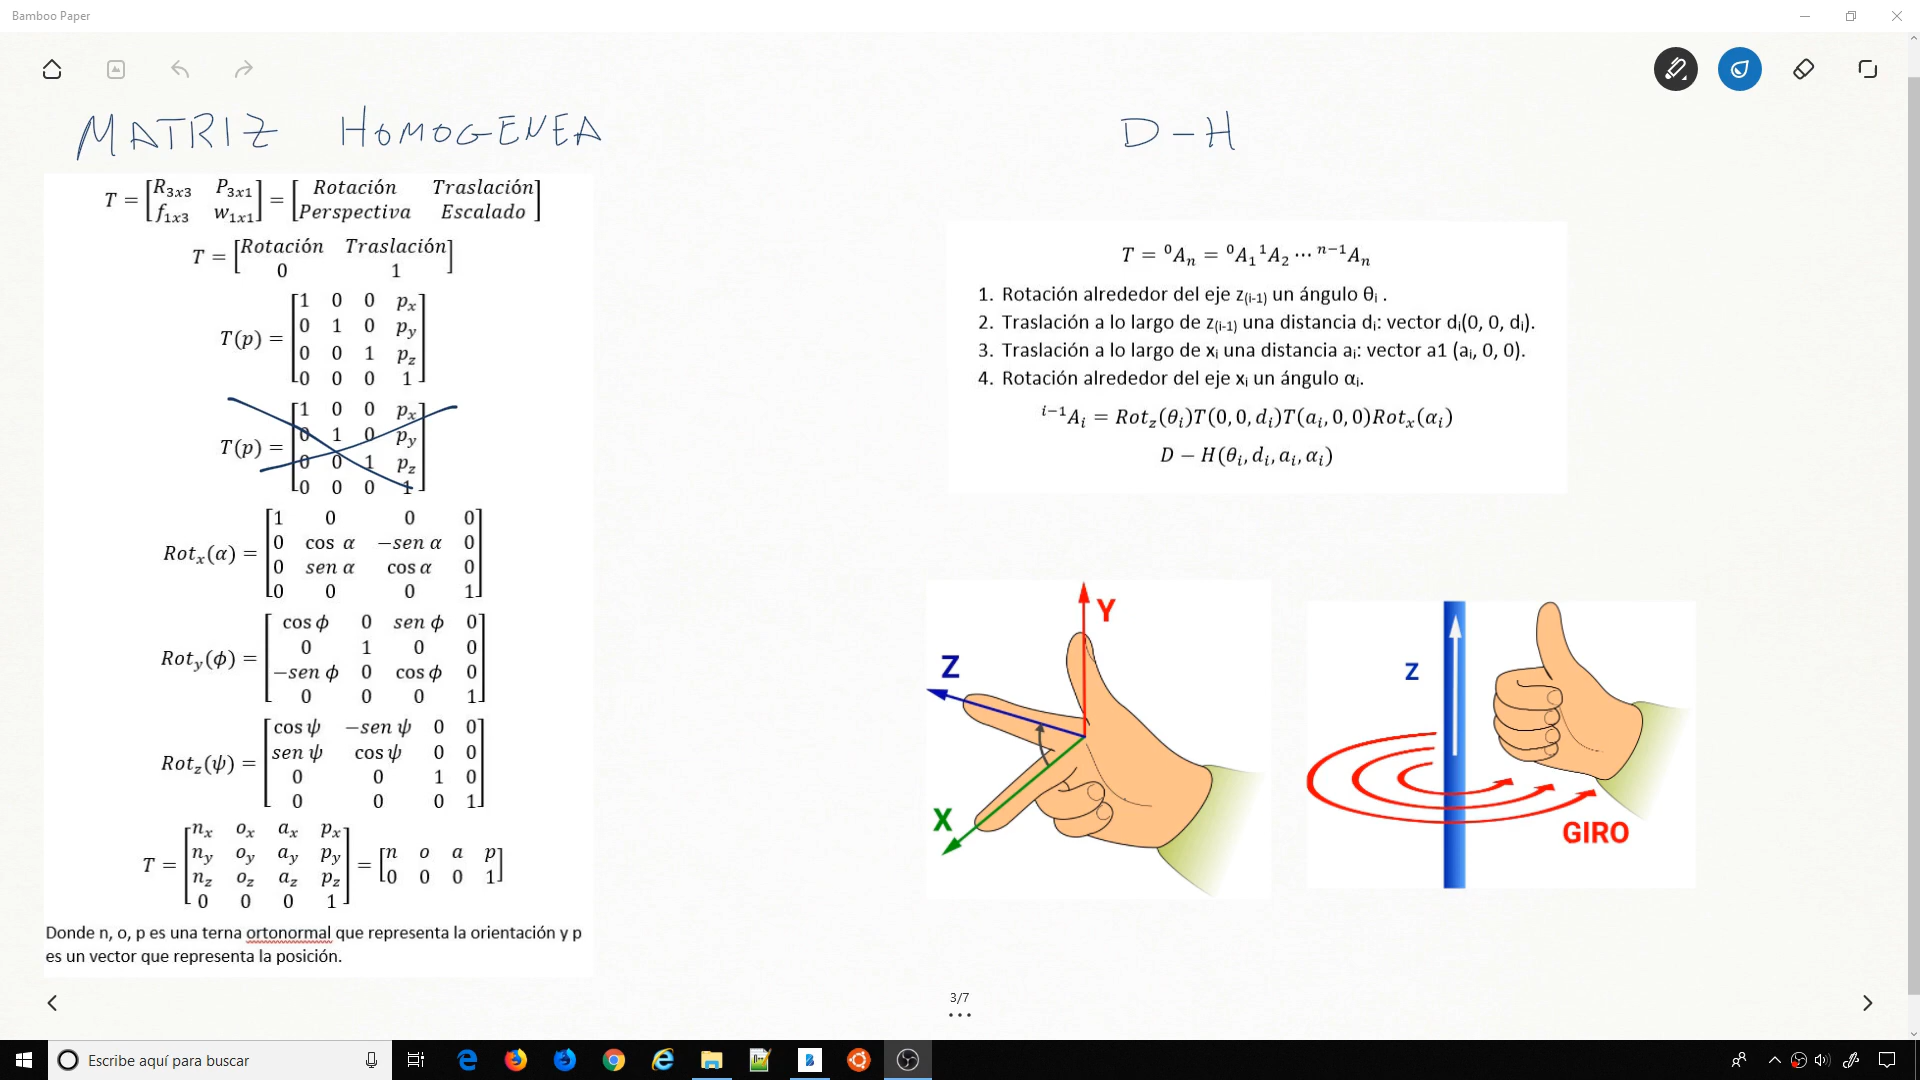 Bamboo Paper
MATRIZ HOMOGENEA
T = [R3x3 P3x1; f1x3 w1x1] = [Rotación Traslación; Perspectiva Escalado]
T = [Rotación Traslación; 0 1]
T(p) = [1 0 0 px; 0 1 0 py; 0 0 1 pz; 0 0 0 1]
T(p) = [1 0 0 px; 0 1 0 py; 0 0 1 pz; 0 0 0 1]
Rotx(α) = [1 0 0 0; 0 cos α −sen α 0; 0 sen α cos α 0; 0 0 0 1]
Roty(ϕ) = [cos ϕ 0 sen ϕ 0; 0 1 0 0; −sen ϕ 0 cos ϕ 0; 0 0 0 1]
Rotz(ψ) = [cos ψ −sen ψ 0 0; sen ψ cos ψ 0 0; 0 0 1 0; 0 0 0 1]
T = [nx ox ax px; ny oy ay py; nz oz az pz; 0 0 0 1] = [n o a p; 0 0 0 1]
Donde n, o, p es una terna ortonormal que representa la orientación y p
es un vector que representa la posición.
D-H
T = ⁰Aₙ = ⁰A₁ ¹A₂ ⋯ ⁿ⁻¹Aₙ
1. Rotación alrededor del eje z(i-1) un ángulo θi .
2. Traslación a lo largo de z(i-1) una distancia di: vector di(0, 0, di).
3. Traslación a lo largo de xi una distancia ai: vector a1 (ai, 0, 0).
4. Rotación alrededor del eje xi un ángulo αi.
ⁱ⁻¹Ai = Rotz(θi)T(0,0,di)T(ai,0,0)Rotx(αi)
D − H(θi, di, ai, αi)
Y
Z
X
Z
GIRO
3/7
Escribe aquí para buscar